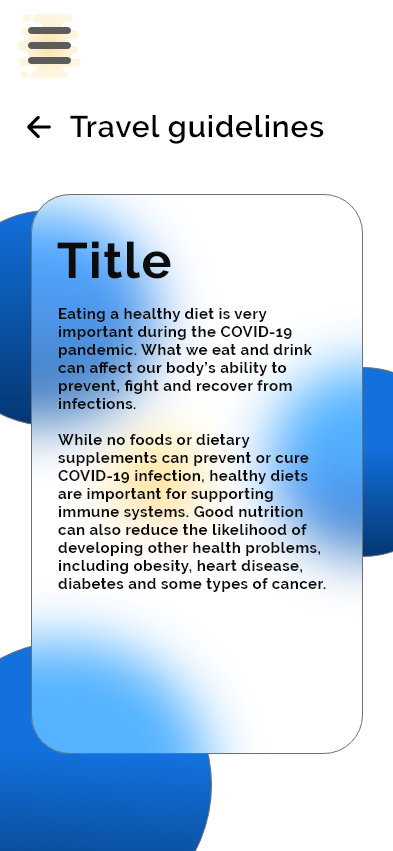 Travel guidelines
Title
Eating a healthy diet is very
important during the COVID-19
pandemic. What we eat and drink
can affect our body’s ability to
prevent, fight and recover from
infections.
While no foods or dietary
supplements can prevent or cure
COVID-19 infection, healthy diets
are important for supporting
immune systems. Good nutrition
can also reduce the likelihood of
developing other health problems,
including obesity, heart disease,
diabetes and some types of cancer.